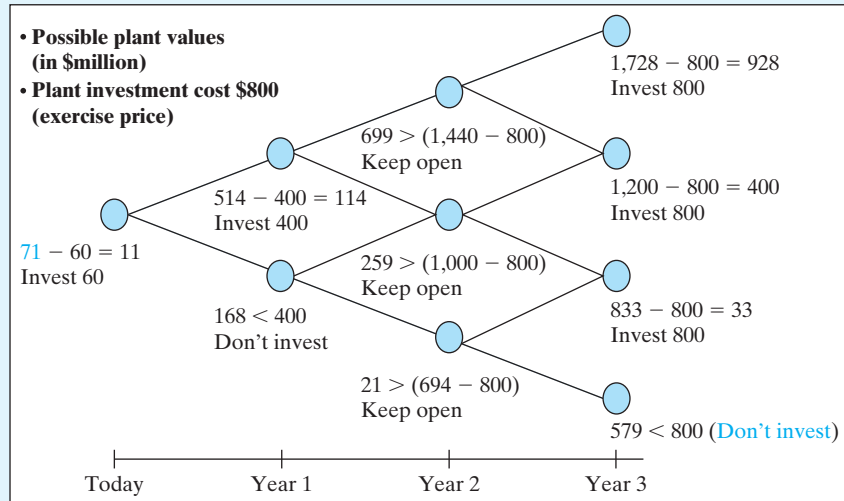 • Possible plant values
(in $million)
• Plant investment cost $800
(exercise price)
1,728 − 800 = 928
Invest 800
699 > (1,440 − 800)
Keep open
514 − 400 = 114
Invest 400
1,200 − 800 = 400
Invest 800
71 − 60 = 11
Invest 60
259 > (1,000 − 800)
Keep open
168 < 400
Don't invest
833 − 800 = 33
Invest 800
21 > (694 − 800)
Keep open
579 < 800 (Don't invest)
Today Year 1 Year 2 Year 3